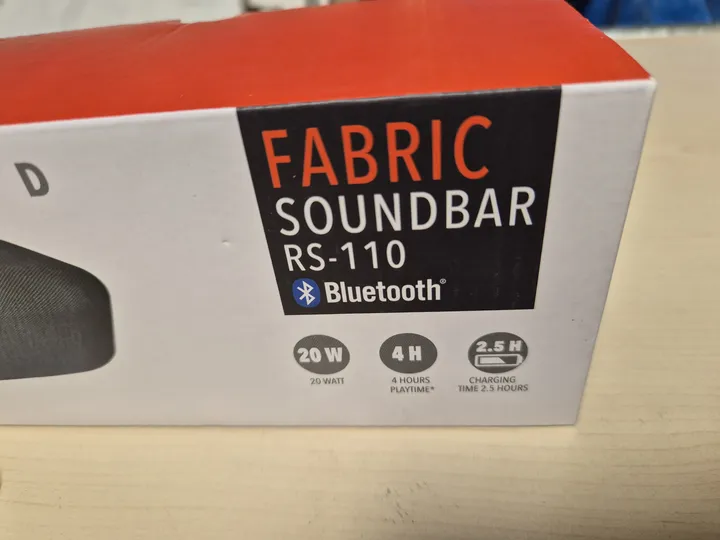 D
FABRIC
SOUNDBAR
RS-110
Bluetooth®
20 W
20 WATT
4 H
4 HOURS
PLAYTIME*
2.5 H
CHARGING
TIME 2.5 HOURS